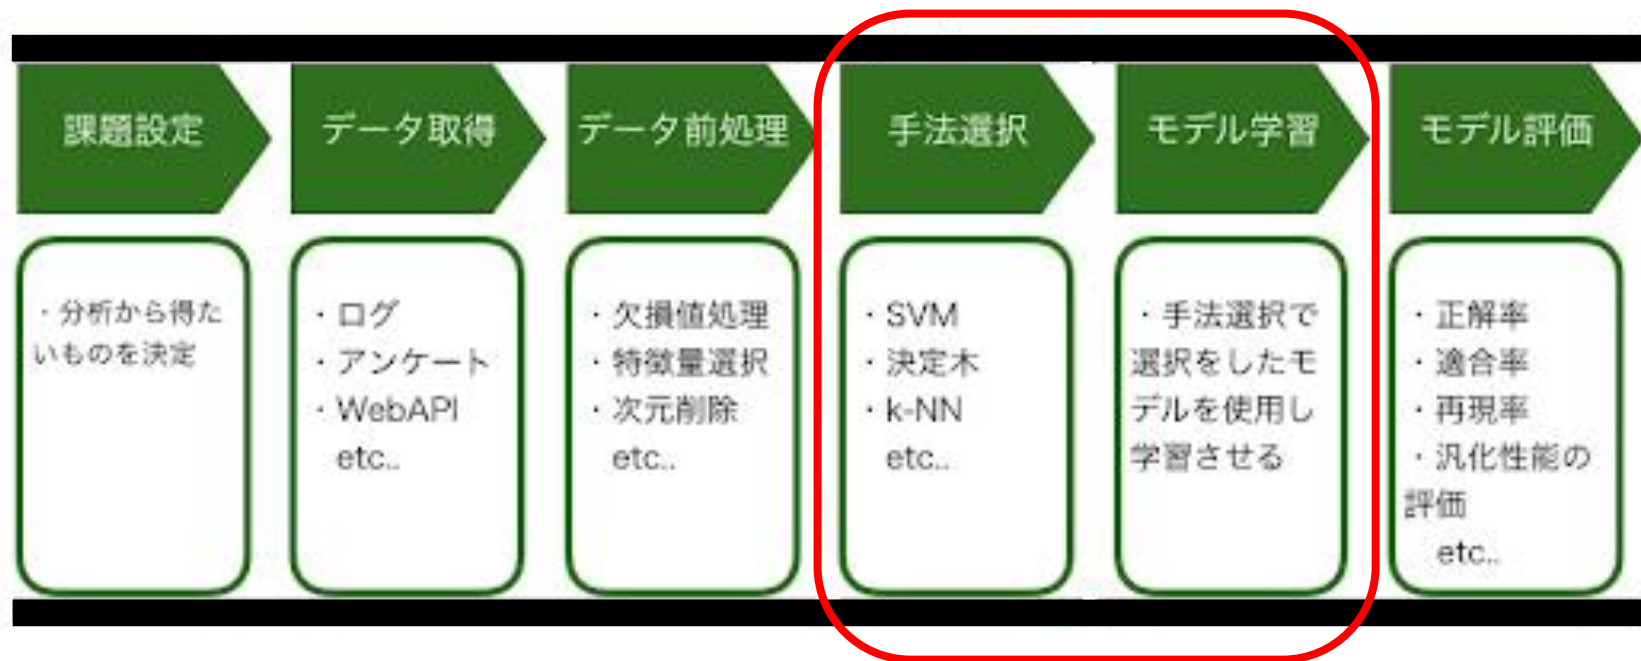 課題設定
データ取得
データ前処理
手法選択
モデル学習
モデル評価
・分析から得た
いものを決定
・ログ
・アンケート
・WebAPI
etc..
・欠損値処理
・特徴量選択
・次元削除
etc..
・SVM
・決定木
・k-NN
etc..
・手法選択で
選択をしたモ
デルを使用し
学習させる
・正解率
・適合率
・再現率
・汎化性能の
評価
etc..